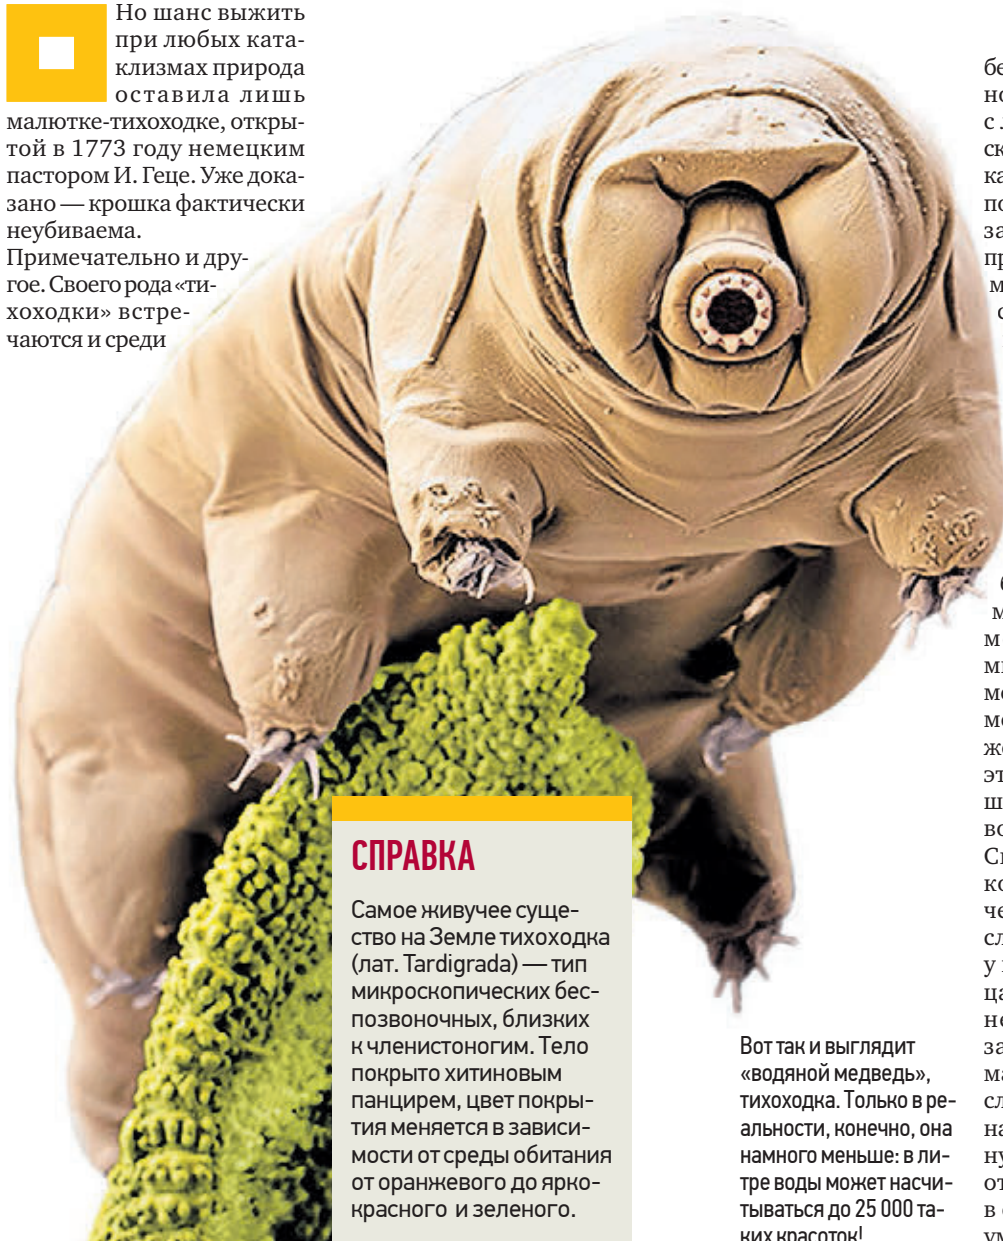 Но шанс выжить
при любых ката-
клизмах природа
оставила лишь
малютке-тихоходке, откры-
той в 1773 году немецким
пастором И. Геце. Уже дока-
зано — крошка фактически
неубиваема.
Примечательно и дру-
гое. Своего рода «ти-
хоходки» встре-
чаются и среди
СПРАВКА
Самое живучее суще-
ство на Земле тихоходка
(лат. Tardigrada) — тип
микроскопических бес-
позвоночных, близких
к членистоногим. Тело
покрыто хитиновым
панцирем, цвет покры-
тия меняется в зависи-
мости от среды обитания
от оранжевого до ярко-
красного и зеленого.
Вот так и выглядит
«водяной медведь»,
тихоходка. Только в ре-
альности, конечно, она
намного меньше: в ли-
тре воды может насчи-
тываться до 25 000 та-
ких красоток!